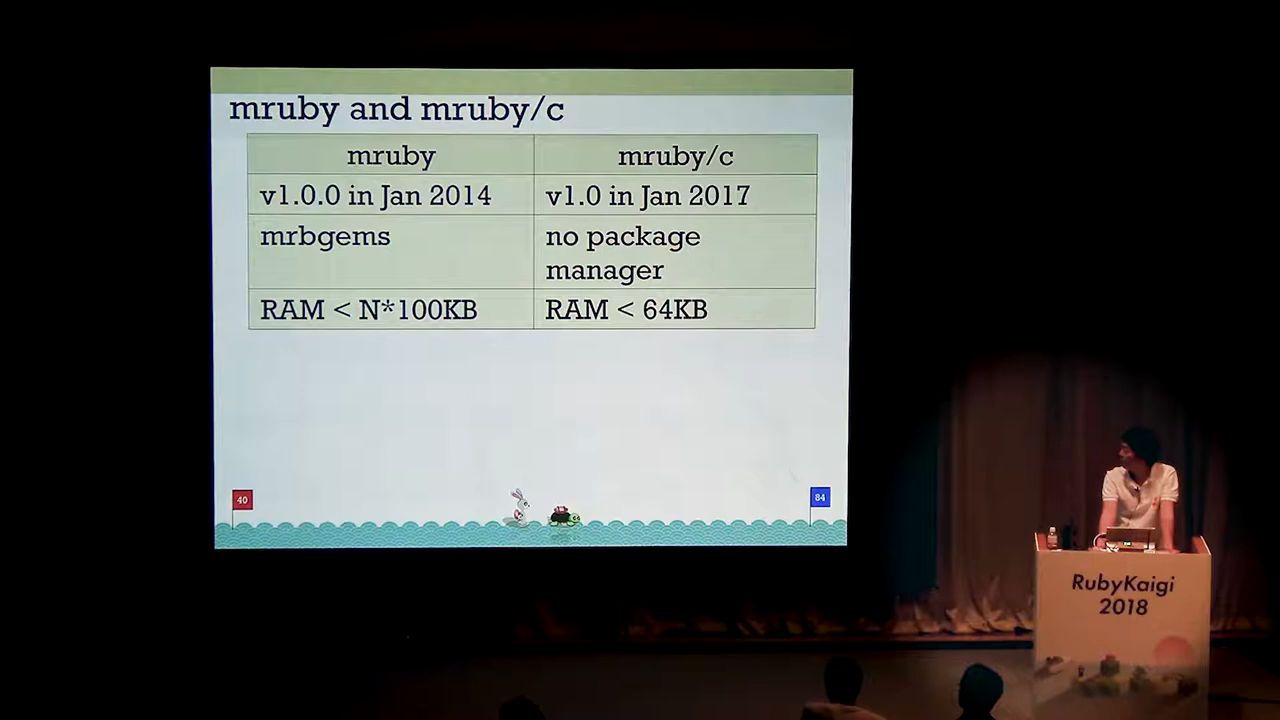 mruby and mruby/c
mruby
mruby/c
v1.0.0 in Jan 2014
v1.0 in Jan 2017
mrbgems
no package
manager
RAM < N*100KB
RAM < 64KB
40
84
RubyKaigi
2018